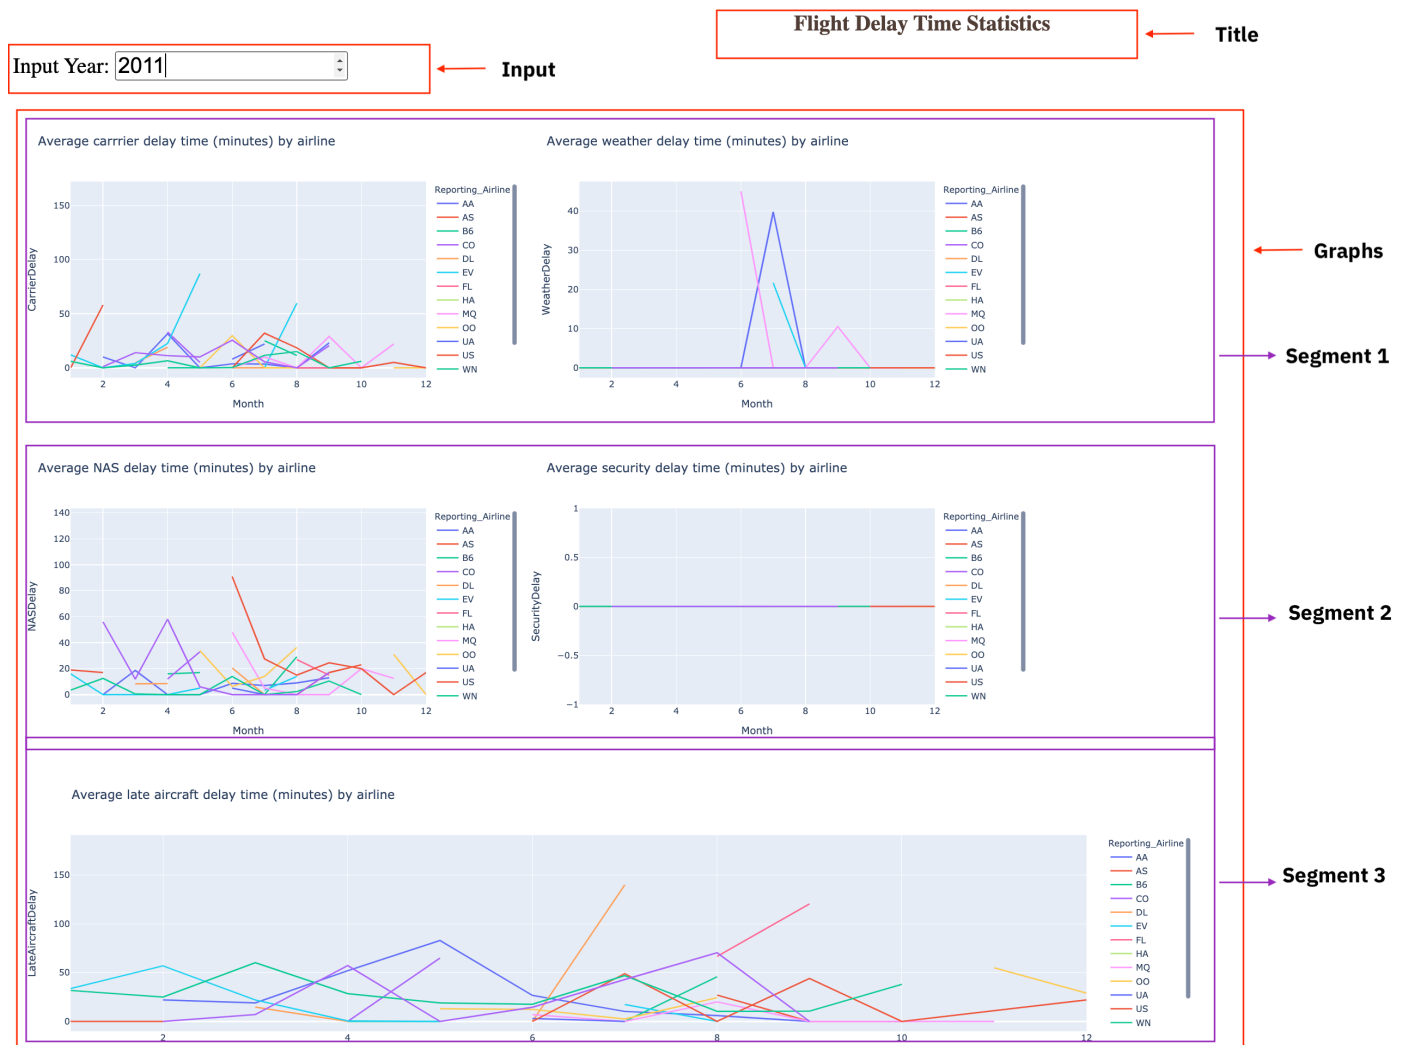 Flight Delay Time Statistics
Title
Input Year: 2011
Input
Graphs
Average carrrier delay time (minutes) by airline
CarrierDelay
150
100
50
0
2 4 6 8 10 12
Month
Reporting_Airline
AA
AS
B6
CO
DL
EV
FL
HA
MQ
OO
UA
US
WN
Average weather delay time (minutes) by airline
WeatherDelay
40
30
20
10
0
2 4 6 8 10 12
Month
Reporting_Airline
AA
AS
B6
CO
DL
EV
FL
HA
MQ
OO
UA
US
WN
Segment 1
Average NAS delay time (minutes) by airline
NASDelay
140
120
100
80
60
40
20
0
2 4 6 8 10 12
Month
Reporting_Airline
AA
AS
B6
CO
DL
EV
FL
HA
MQ
OO
UA
US
WN
Average security delay time (minutes) by airline
SecurityDelay
1
0.5
0
−0.5
−1
2 4 6 8 10 12
Month
Reporting_Airline
AA
AS
B6
CO
DL
EV
FL
HA
MQ
OO
UA
US
WN
Segment 2
Average late aircraft delay time (minutes) by airline
LateAircraftDelay
150
100
50
0
2 4 6 8 10 12
Reporting_Airline
AA
AS
B6
CO
DL
EV
FL
HA
MQ
OO
UA
US
WN
Segment 3